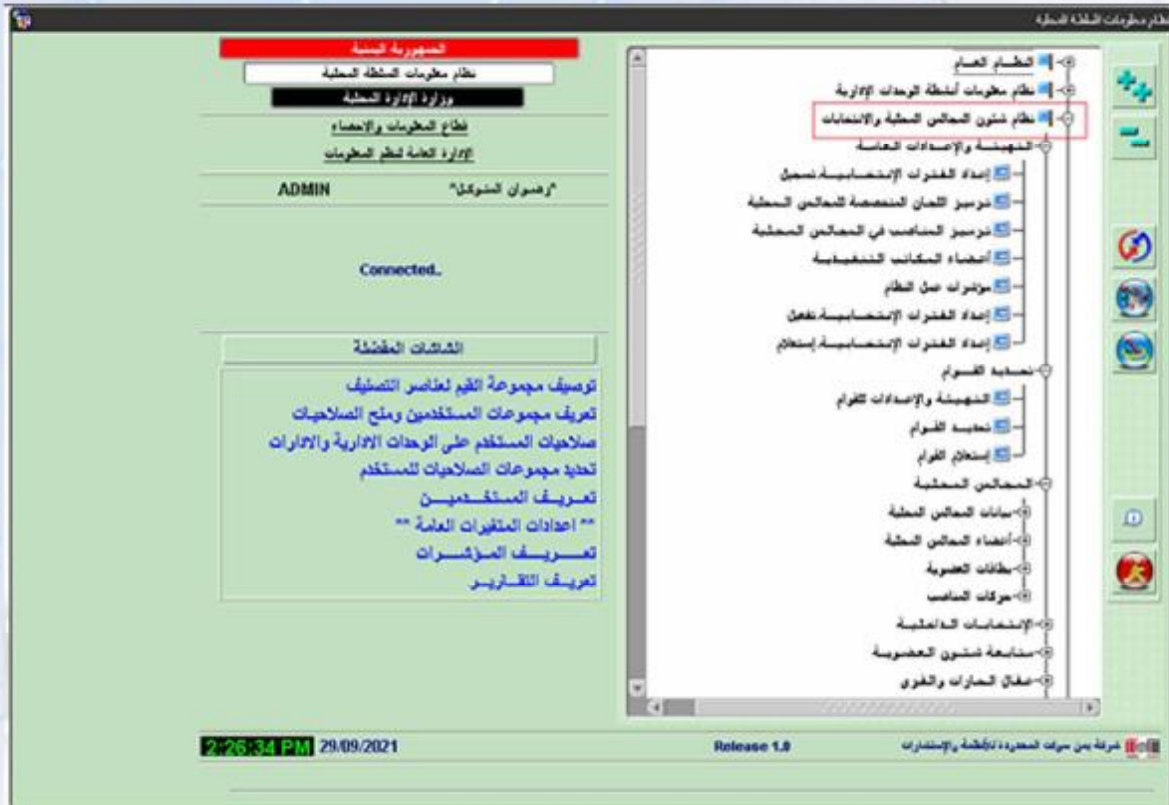 نظام معلومات السلطة المحلية
الجمهورية اليمنية
نظام معلومات السلطة المحلية
وزارة الإدارة المحلية
قطاع المعلومات والاحصاء
الإدارة العامة لنظم المعلومات
ADMIN "رضوان المتوكل"
Connected..
الشاشات المفضلة
توصيف مجموعة القيم لعناصر التصنيف
تعريف مجموعات المستخدمين ومنح الصلاحيات
صلاحيات المستخدم على الوحدات الادارية والادارات
تحديد مجموعات الصلاحيات للمستخدم
تعريف المستخدمين
** اعدادات المتغيرات العامة **
تعريف المؤشرات
تعريف التقارير
النظام العام
نظام معلومات أنشطة الوحدات الإدارية
نظام شئون المجالس المحلية والانتخابات
التهيئة والإعدادات العامة
إعداد الفترات الإنتخابية.تسجيل
ترميز اللجان المتخصصة للمجالس المحلية
ترميز المناصب في المجالس المحلية
أعضاء المكاتب التنفيذية
مؤشرات عمل النظام
إعداد الفترات الإنتخابية.تفعيل
إعداد الفترات الإنتخابية.إستعلام
تحديد القوام
التهيئة والإعدادات للقوام
تحديد القوام
إستعلام القوام
المجالس المحلية
بيانات المجالس المحلية
أعضاء المجالس المحلية
بطاقات العضوية
حركات المناصب
الإنتخابات الداخلية
متابعة شئون العضوية
عقال الحارات والقرى
2:26:34 PM 29/09/2021
Release 1.0
شركة يمن سوفت المحدودة للأنظمة والإستشارات